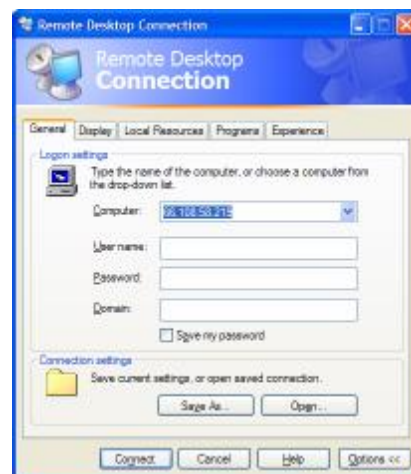 Remote Desktop Connection
Remote Desktop
Connection
General Display Local Resources Programs Experience
Logon settings
Type the name of the computer, or choose a computer from
the drop-down list.
Computer:
User name:
Password:
Domain:
Save my password
Connection settings
Save current settings, or open saved connection.
Save As... Open...
Connect Cancel Help Options <<